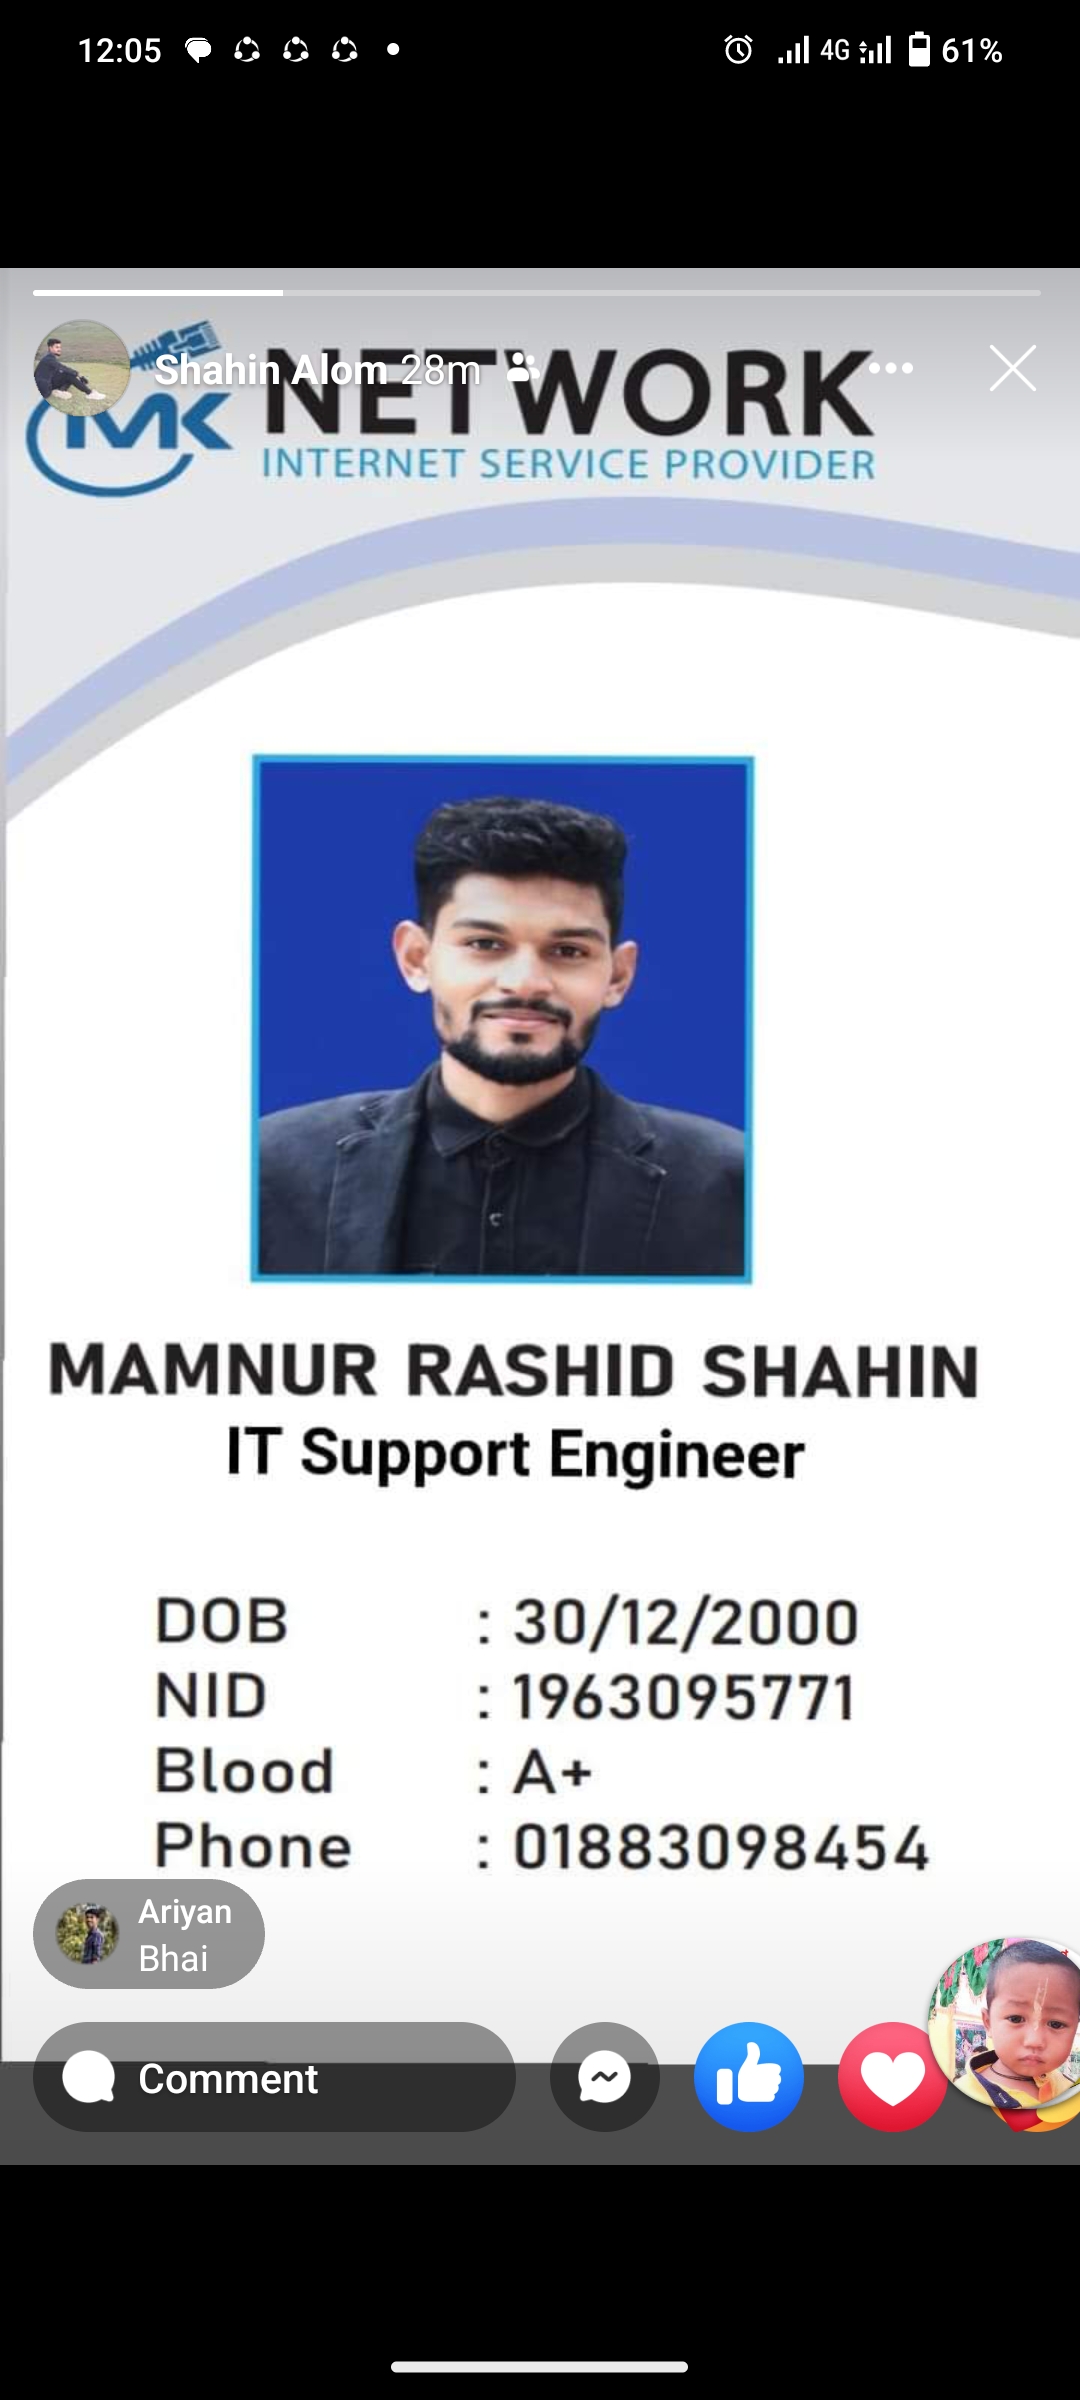 12:05
4G 61%
Shahin Alom 28m
MK NETWORK
INTERNET SERVICE PROVIDER
MAMNUR RASHID SHAHIN
IT Support Engineer
DOB : 30/12/2000
NID : 1963095771
Blood : A+
Phone : 01883098454
Ariyan
Bhai
Comment